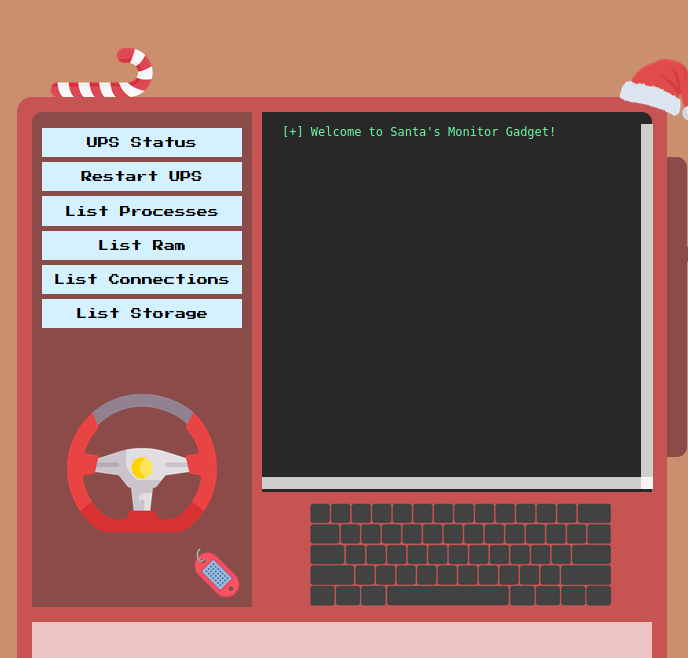 UPS Status
Restart UPS
List Processes
List Ram
List Connections
List Storage
[+] Welcome to Santa's Monitor Gadget!